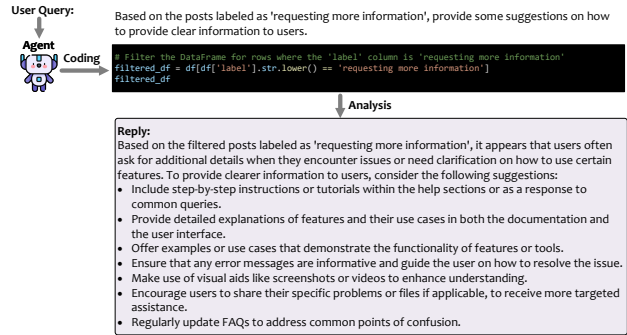 User Query:
Based on the posts labeled as 'requesting more information', provide some suggestions on how
to provide clear information to users.
Agent
Coding
# Filter the DataFrame for rows where the 'label' column is 'requesting more information'
filtered_df = df[df['label'].str.lower() == 'requesting more information']
filtered_df
Analysis
Reply:
Based on the filtered posts labeled as 'requesting more information', it appears that users often
ask for additional details when they encounter issues or need clarification on how to use certain
features. To provide clearer information to users, consider the following suggestions:
• Include step-by-step instructions or tutorials within the help sections or as a response to
common queries.
• Provide detailed explanations of features and their use cases in both the documentation and
the user interface.
• Offer examples or use cases that demonstrate the functionality of features or tools.
• Ensure that any error messages are informative and guide the user on how to resolve the issue.
• Make use of visual aids like screenshots or videos to enhance understanding.
• Encourage users to share their specific problems or files if applicable, to receive more targeted
assistance.
• Regularly update FAQs to address common points of confusion.